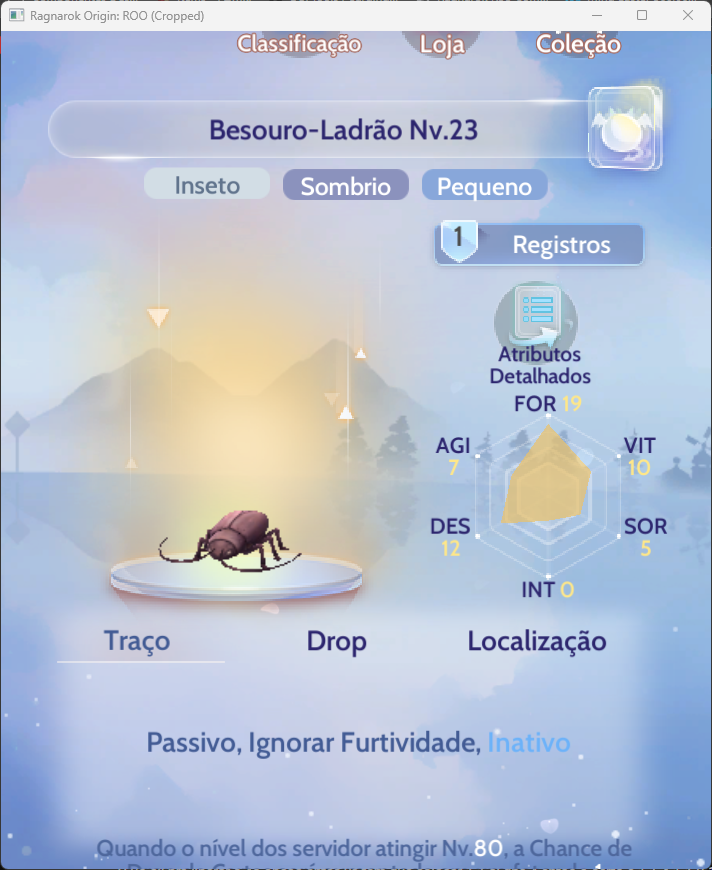 Ragnarok Origin: ROO (Cropped)
Classificação
Loja
Coleção
Besouro-Ladrão Nv.23
Inseto
Sombrio
Pequeno
1
Registros
Atributos
Detalhados
FOR 19
AGI
7
VIT
10
DES
12
SOR
5
INT 0
Traço
Drop
Localização
Passivo, Ignorar Furtividade, Inativo
Quando o nível dos servidor atingir Nv.80, a Chance de